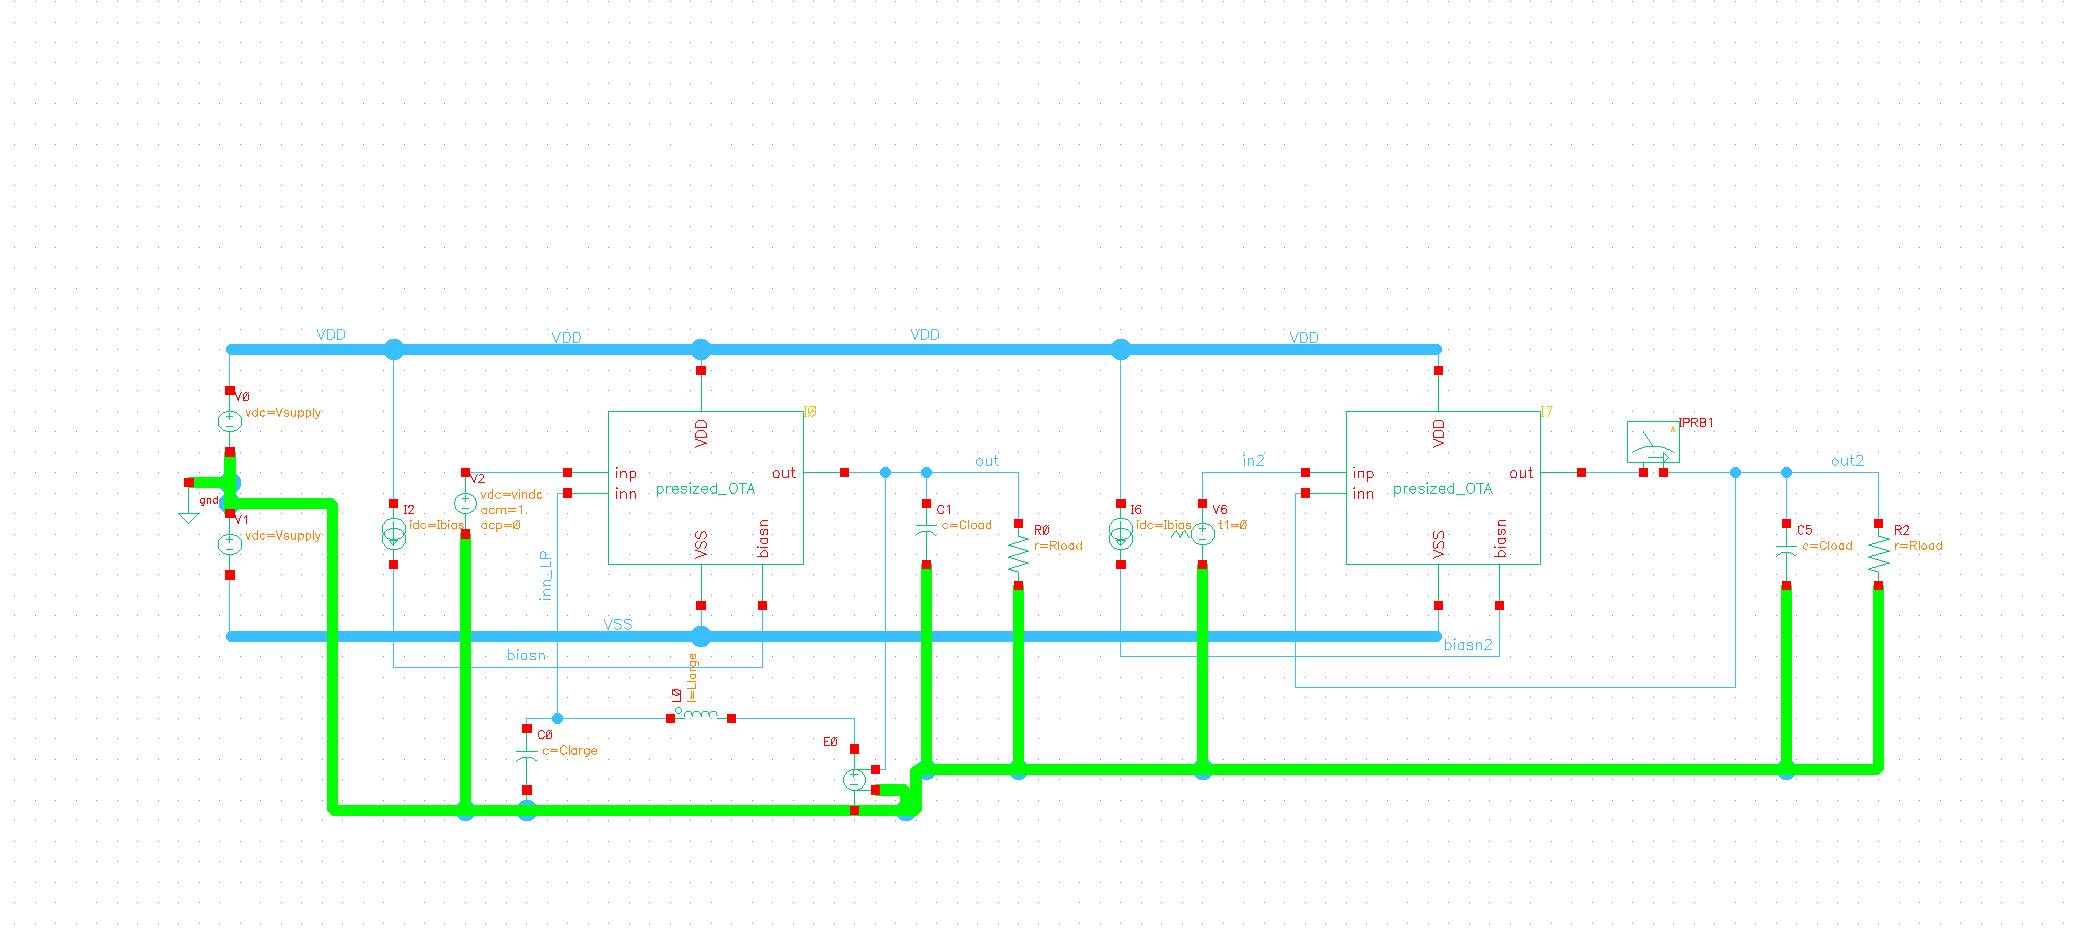 VDD
VDD
VDD
VDD
V0
vdc=Vsupply
gnd
V1
vdc=Vsupply
I2
idc=Ibias
V2
vdc=vindc
acm=1
acp=0
I0
VDD
inp
inn
out
presized_OTA
VSS
biasn
out
C1
c=Cload
R0
r=Rload
inn_LP
VSS
biasn
L0
l=Llarge
C0
c=Clarge
E0
I6
idc=Ibias
V6
t1=0
in2
I7
VDD
inp
inn
out
presized_OTA
VSS
biasn
biasn2
IPRB1
out2
C5
c=Cload
R2
r=Rload